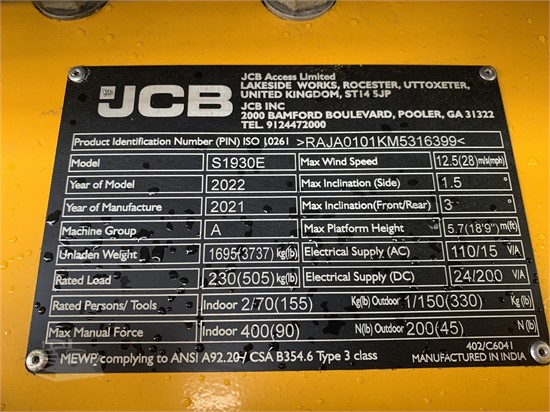 JCB
JCB Access Limited
LAKESIDE WORKS, ROCESTER, UTTOXETER,
UNITED KINGDOM, ST14 5JP
JCB INC
2000 BAMFORD BOULEVARD, POOLER, GA 31322
TEL. 9124472000
Product Identification Number (PIN) ISO 10261 >RAJA0101KM5316399<
Model S1930E Max Wind Speed 12.5(28) m/s(mph)
Year of Model 2022 Max Inclination (Side) 1.5°
Year of Manufacture 2021 Max Inclination(Front/Rear) 3°
Machine Group A Max Platform Height 5.7(18'9") m(ft)
Unladen Weight 1695(3737) kg(lb) Electrical Supply (AC) 110/15 V/A
Rated Load 230(505) kg(lb) Electrical Supply (DC) 24/200 V/A
Rated Persons/ Tools Indoor 2/70(155) Kg(lb) Outdoor 1/150(330) Kg(lb)
Max Manual Force Indoor 400(90) N(lb) Outdoor 200(45) N(lb)
MEWP complying to ANSI A92.20-/ CSA B354.6 Type 3 class
402/C6041
MANUFACTURED IN INDIA